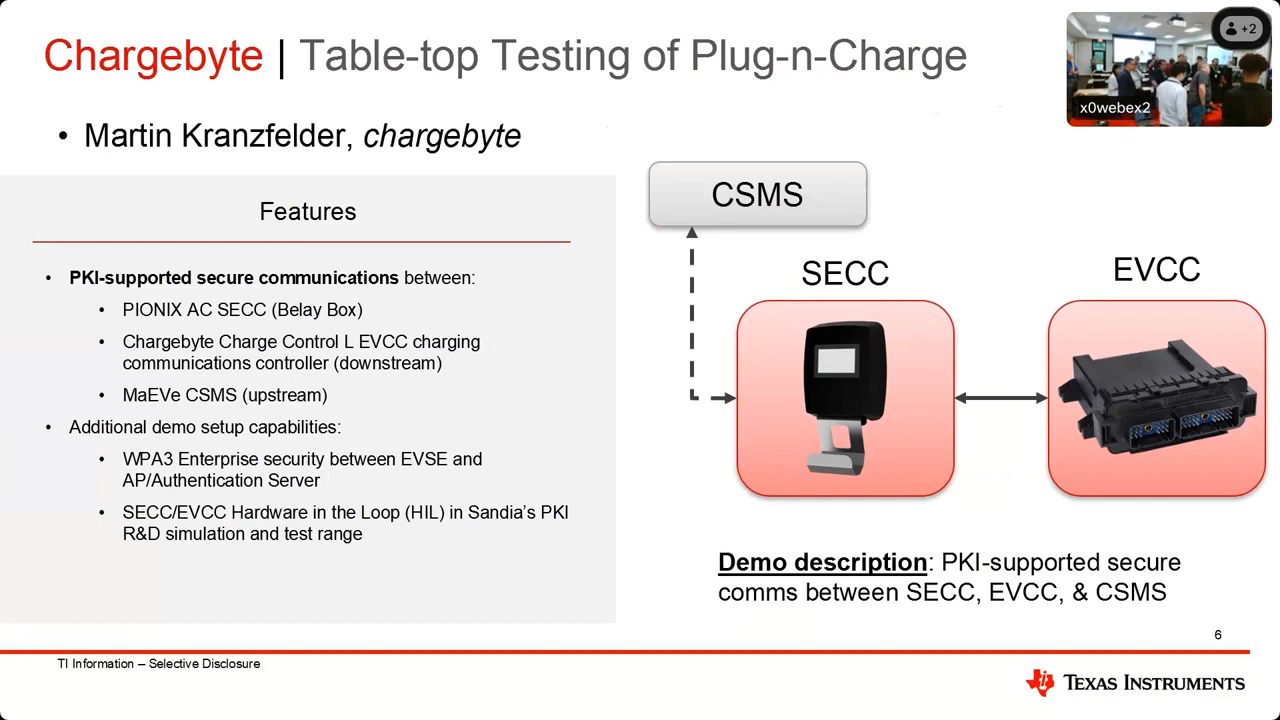 Chargebyte | Table-top Testing of Plug-n-Charge
+2
x0webex2
• Martin Kranzfelder, chargebyte
Features
• PKI-supported secure communications between:
• PIONIX AC SECC (Belay Box)
• Chargebyte Charge Control L EVCC charging
communications controller (downstream)
• MaEVe CSMS (upstream)
• Additional demo setup capabilities:
• WPA3 Enterprise security between EVSE and
AP/Authentication Server
• SECC/EVCC Hardware in the Loop (HIL) in Sandia's PKI
R&D simulation and test range
CSMS
SECC
EVCC
Demo description: PKI-supported secure
comms between SECC, EVCC, & CSMS
6
TI Information – Selective Disclosure
TEXAS INSTRUMENTS